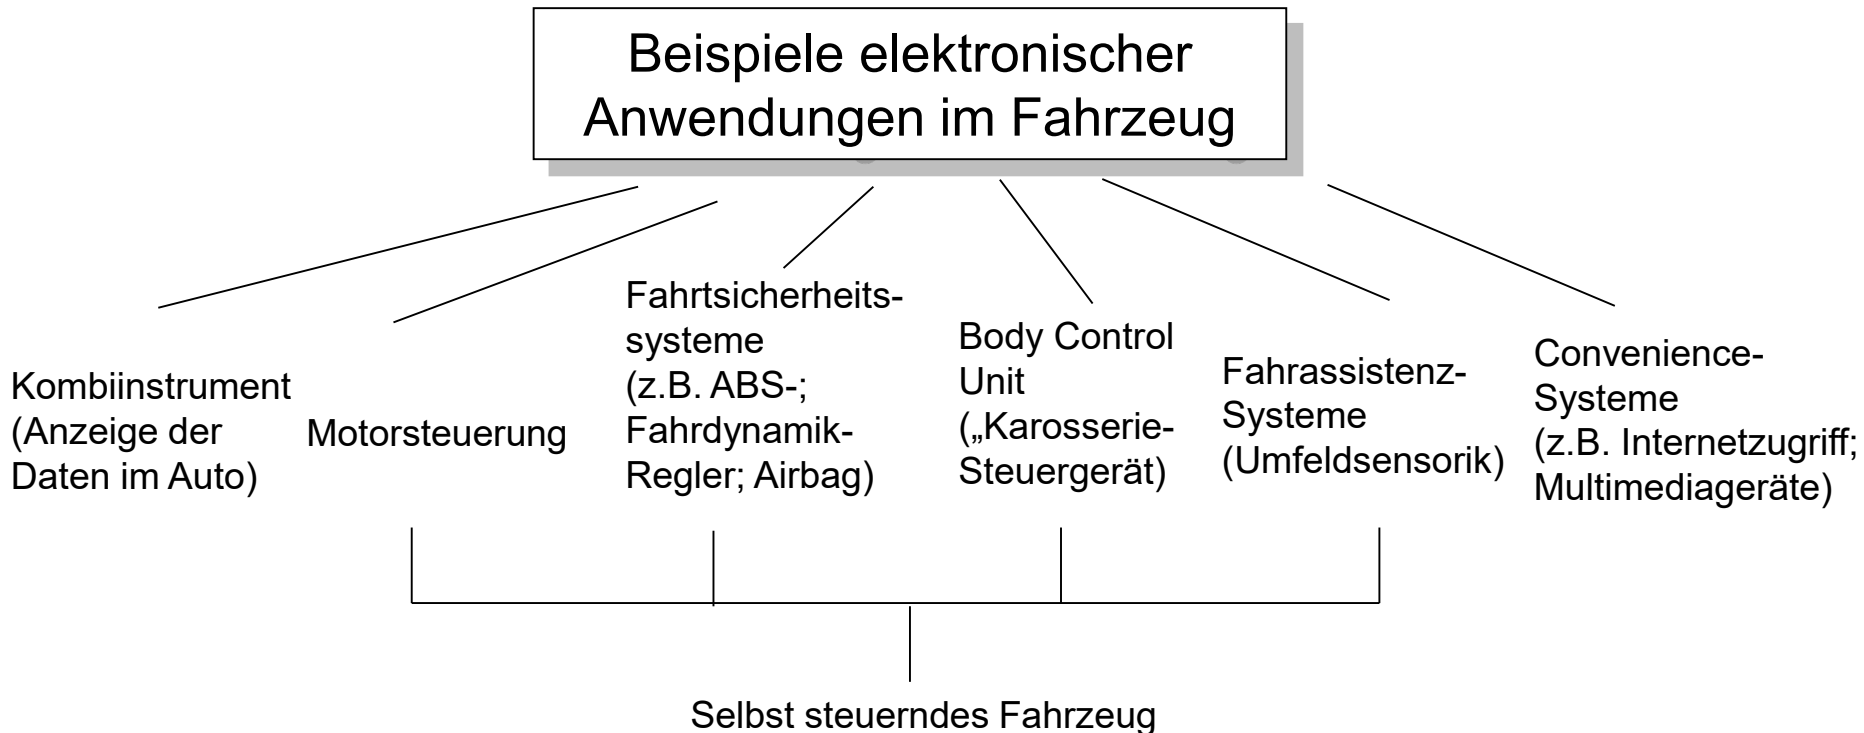 Beispiele elektronischer
Anwendungen im Fahrzeug
Kombiinstrument
(Anzeige der
Daten im Auto)
Motorsteuerung
Fahrtsicherheits-
systeme
(z.B. ABS-;
Fahrdynamik-
Regler; Airbag)
Body Control
Unit
(„Karosserie-
Steuergerät)
Fahrassistenz-
Systeme
(Umfeldsensorik)
Convenience-
Systeme
(z.B. Internetzugriff;
Multimediageräte)
Selbst steuerndes Fahrzeug